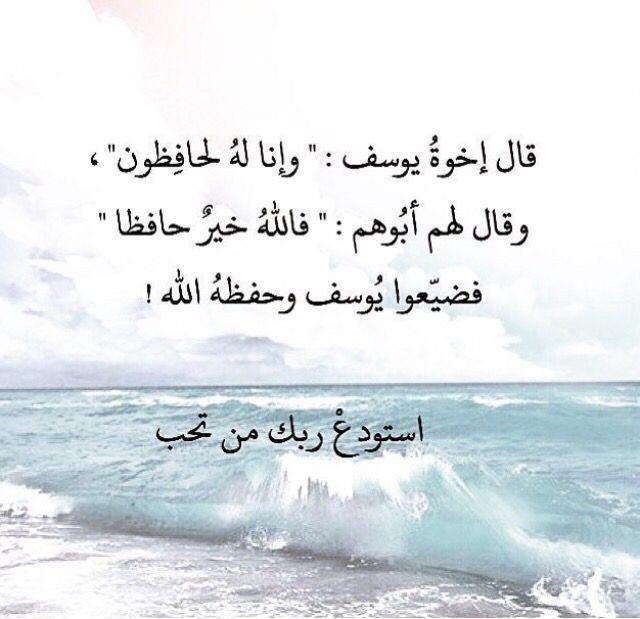 قال إخوةُ يوسف : " وإنا لهُ لحافِظون" ،
وقال لهم أبُوهم : " فاللهُ خيرٌ حافظا "
فضيّعوا يُوسف وحفظهُ الله !
استودعْ ربك من تحب